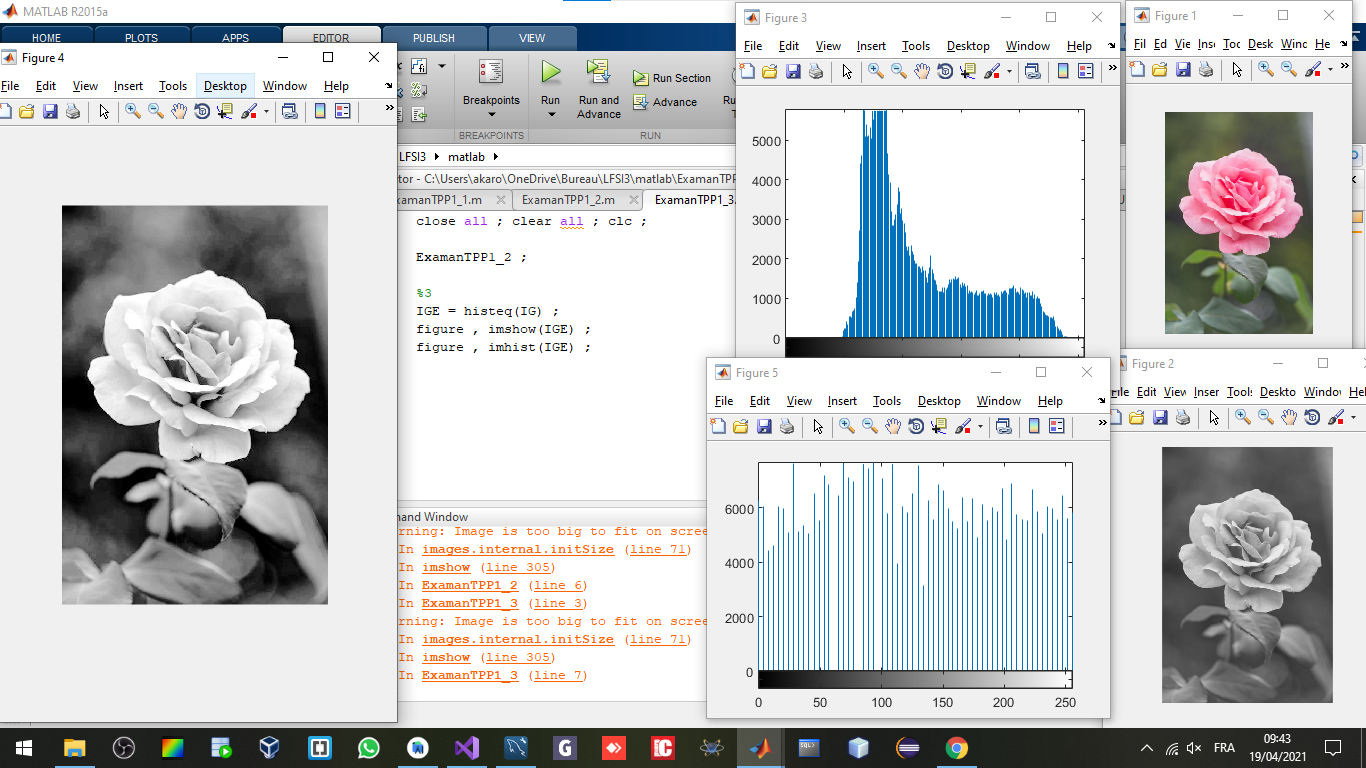 MATLAB R2015a
HOME PLOTS APPS EDITOR PUBLISH VIEW
Breakpoints
Run
Run and
Advance
Run Section
Advance
BREAKPOINTS
RUN
LFSI3 matlab
C:\Users\akaro\OneDrive\Bureau\LFSI3\matlab\ExamanTPP
ExamanTPP1_2.m
ExamanTPP1_3.
close all ; clear all ; clc ;
ExamanTPP1_2 ;
%3
IGE = histeq(IG) ;
figure , imshow(IGE) ;
figure , imhist(IGE) ;
mand Window
rning: Image is too big to fit on scree
In images.internal.initSize (line 71)
In imshow (line 305)
In ExamanTPP1_2 (line 6)
In ExamanTPP1_3 (line 3)
rning: Image is too big to fit on scree
In images.internal.initSize (line 71)
In imshow (line 305)
In ExamanTPP1_3 (line 7)
Figure 4
File Edit View Insert Tools Desktop Window Help
Figure 3
File Edit View Insert Tools Desktop Window Help
5000
4000
3000
2000
1000
0
Figure 1
Fil Ed Vie Ins Toc Desk Winc He
Figure 5
File Edit View Insert Tools Desktop Window Help
6000
4000
2000
0
0 50 100 150 200 250
Figure 2
File Edit View Inser Tools Deskto Windo Hel
FRA
09:43
19/04/2021